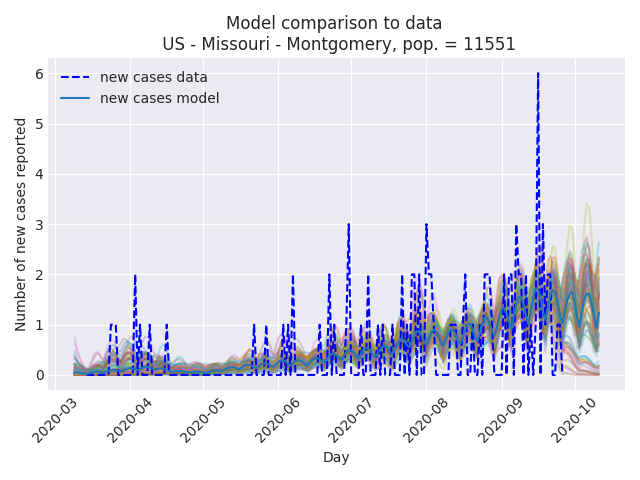 Model comparison to data
US - Missouri - Montgomery, pop. = 11551
new cases data
new cases model
Number of new cases reported
6
5
4
3
2
1
0
2020-03
2020-04
2020-05
2020-06
2020-07
2020-08
2020-09
2020-10
Day